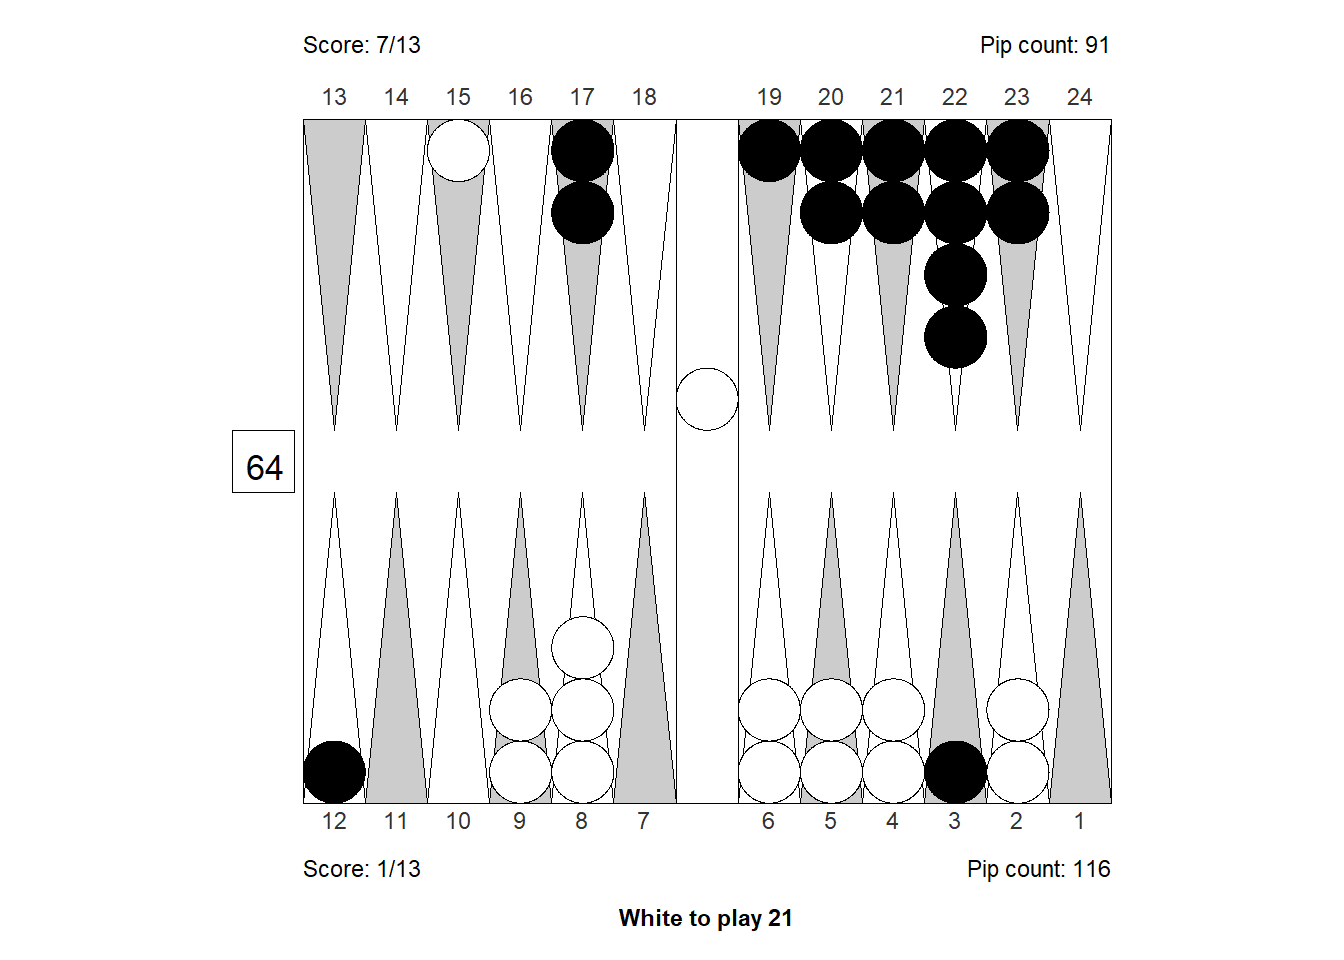 Score: 7/13 Pip count: 91
13 14 15 16 17 18 19 20 21 22 23 24
64
12 11 10 9 8 7 6 5 4 3 2 1
Score: 1/13 Pip count: 116
White to play 21